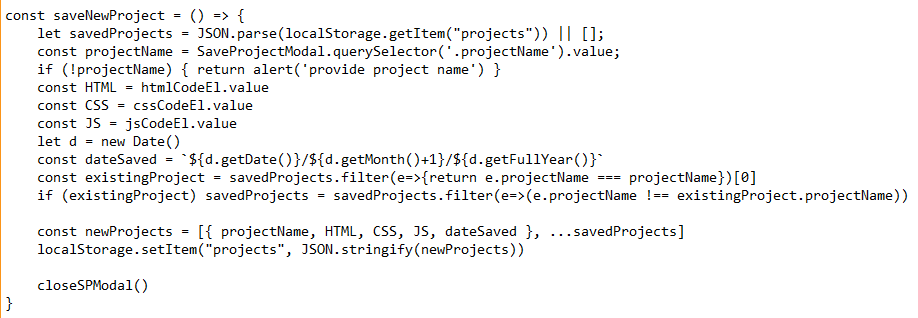 const saveNewProject = () => {
    let savedProjects = JSON.parse(localStorage.getItem("projects")) || [];
    const projectName = SaveProjectModal.querySelector('.projectName').value;
    if (!projectName) { return alert('provide project name') }
    const HTML = htmlCodeEl.value
    const CSS = cssCodeEl.value
    const JS = jsCodeEl.value
    let d = new Date()
    const dateSaved = `${d.getDate()}/${d.getMonth()+1}/${d.getFullYear()}`
    const existingProject = savedProjects.filter(e=>{return e.projectName === projectName})[0]
    if (existingProject) savedProjects = savedProjects.filter(e=>(e.projectName !== existingProject.projectName))

    const newProjects = [{ projectName, HTML, CSS, JS, dateSaved }, ...savedProjects]
    localStorage.setItem("projects", JSON.stringify(newProjects))

    closeSPModal()
}